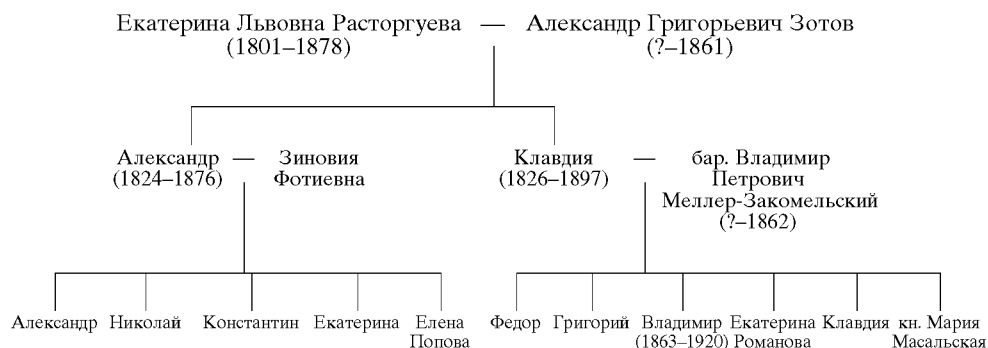 Екатерина Львовна Расторгуева — Александр Григорьевич Зотов
(1801–1878) (?–1861)
Александр — Зиновия Фотиевна
(1824–1876)
Клавдия — бар. Владимир
(1826–1897) Петрович
Меллер-Закомельский
(?–1862)
Александр Николай Константин Екатерина Елена
Попова
Федор Григорий Владимир Екатерина Клавдия кн. Мария
(1863–1920) Романова Масальская